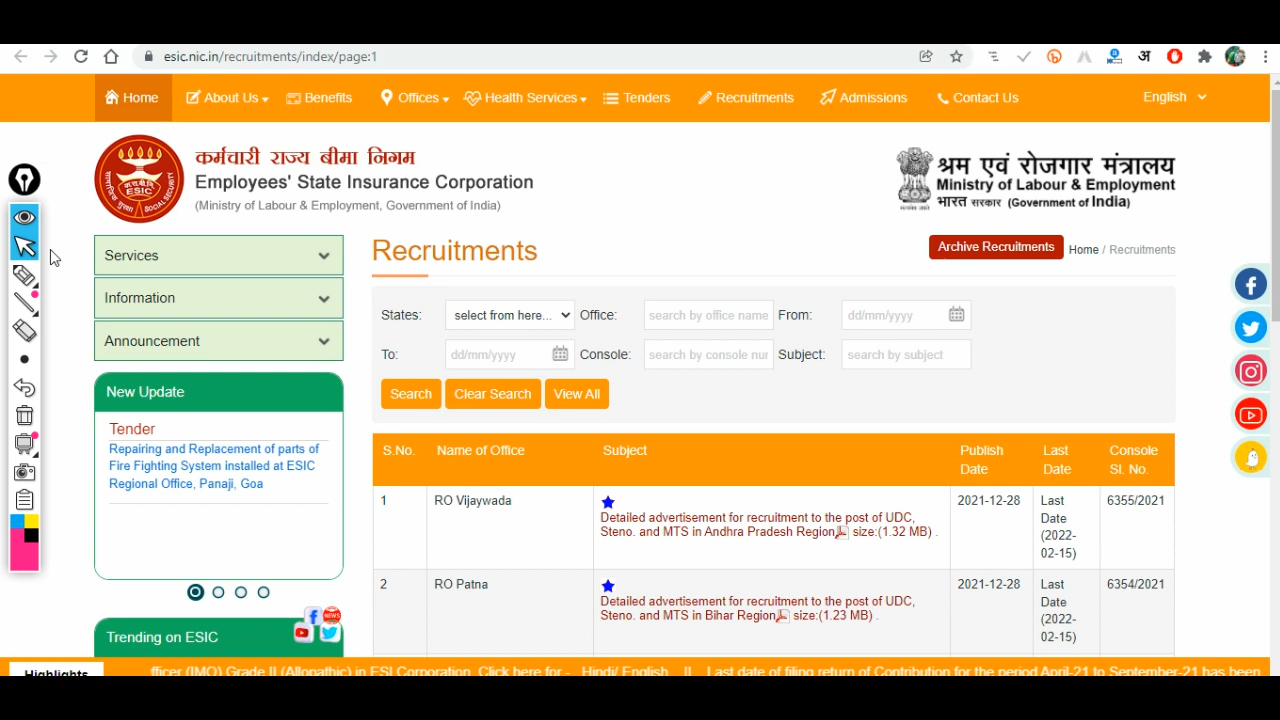 esic.nic.in/recruitments/index/page:1
Home About Us Benefits Offices Health Services Tenders Recruitments Admissions Contact Us English
कर्मचारी राज्य बीमा निगम
Employees' State Insurance Corporation
(Ministry of Labour & Employment, Government of India)
श्रम एवं रोजगार मंत्रालय
Ministry of Labour & Employment
भारत सरकार (Government of India)
Services
Information
Announcement
New Update
Tender
Repairing and Replacement of parts of
Fire Fighting System installed at ESIC
Regional Office, Panaji, Goa
Trending on ESIC
Recruitments
Archive Recruitments Home / Recruitments
States: select from here... Office: search by office name From: dd/mm/yyyy
To: dd/mm/yyyy Console: search by console nur Subject: search by subject
Search Clear Search View All
S.No. Name of Office Subject Publish Date Last Date Console Sl. No.
1 RO Vijaywada
Detailed advertisement for recruitment to the post of UDC,
Steno. and MTS in Andhra Pradesh Region size:(1.32 MB) .
2021-12-28
Last
Date
(2022-
02-15)
6355/2021
2 RO Patna
Detailed advertisement for recruitment to the post of UDC,
Steno. and MTS in Bihar Region size:(1.23 MB) .
2021-12-28
Last
Date
(2022-
02-15)
6354/2021
Highlights fficer (IMO) Grade II (Allopathic) in ESI Corporation. Click here for - Hindi/ English || Last date of filing return of Contribution for the period April-21 to September-21 has been